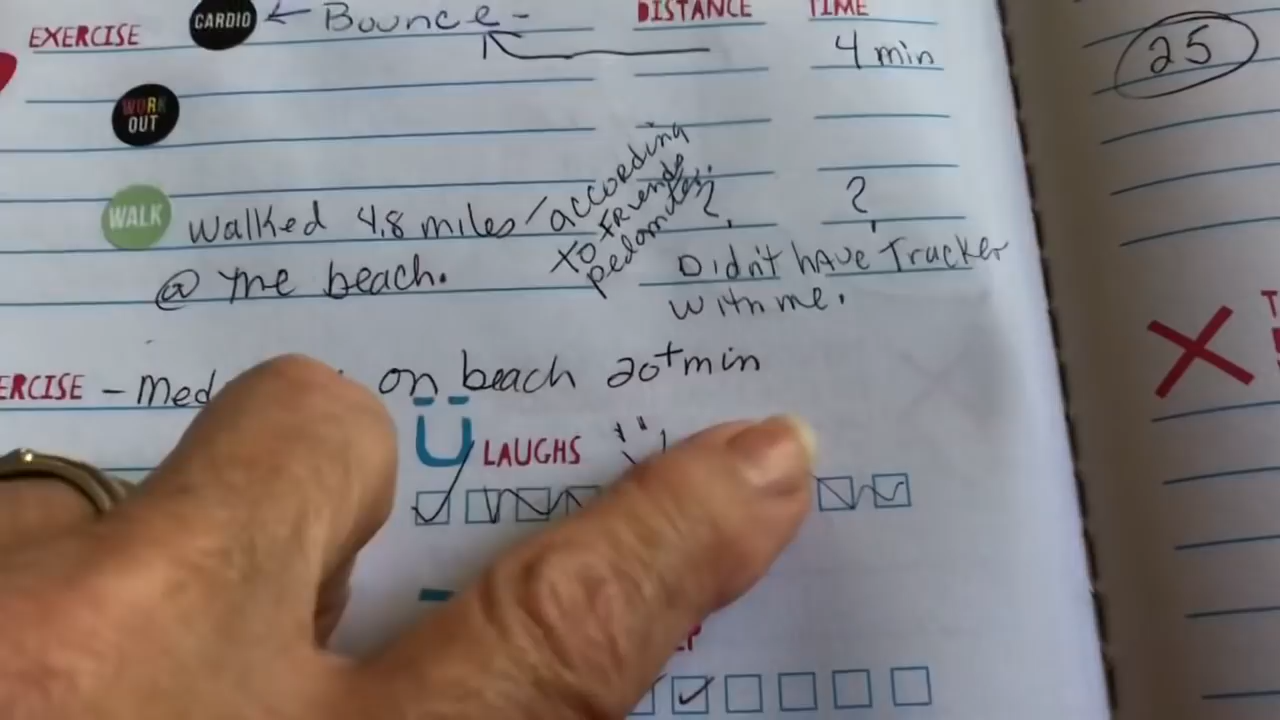 EXERCISE CARDIO ← Bounce - DISTANCE TIME
4 min
25
WORK
OUT
WALK walked 4.8 miles/according
to friends
pedamiter. ? ?
@ the beach.
Didn't have Tracker
with me.
ERCISE - Med on beach 20+ min
LAUGHS